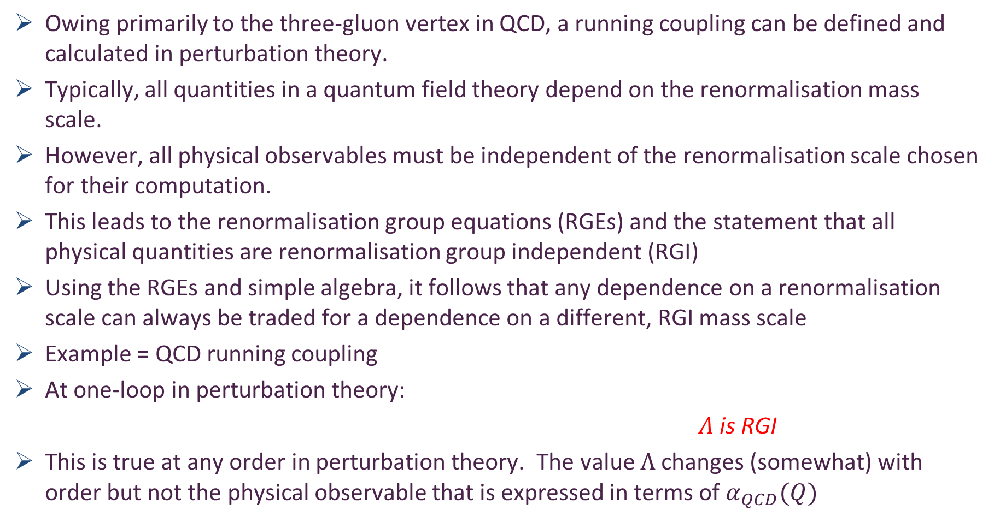 ➢ Owing primarily to the three-gluon vertex in QCD, a running coupling can be defined and
calculated in perturbation theory.
➢ Typically, all quantities in a quantum field theory depend on the renormalisation mass
scale.
➢ However, all physical observables must be independent of the renormalisation scale chosen
for their computation.
➢ This leads to the renormalisation group equations (RGEs) and the statement that all
physical quantities are renormalisation group independent (RGI)
➢ Using the RGEs and simple algebra, it follows that any dependence on a renormalisation
scale can always be traded for a dependence on a different, RGI mass scale
➢ Example = QCD running coupling
➢ At one-loop in perturbation theory:
Λ is RGI
➢ This is true at any order in perturbation theory.  The value Λ changes (somewhat) with
order but not the physical observable that is expressed in terms of α_{QCD}(Q)